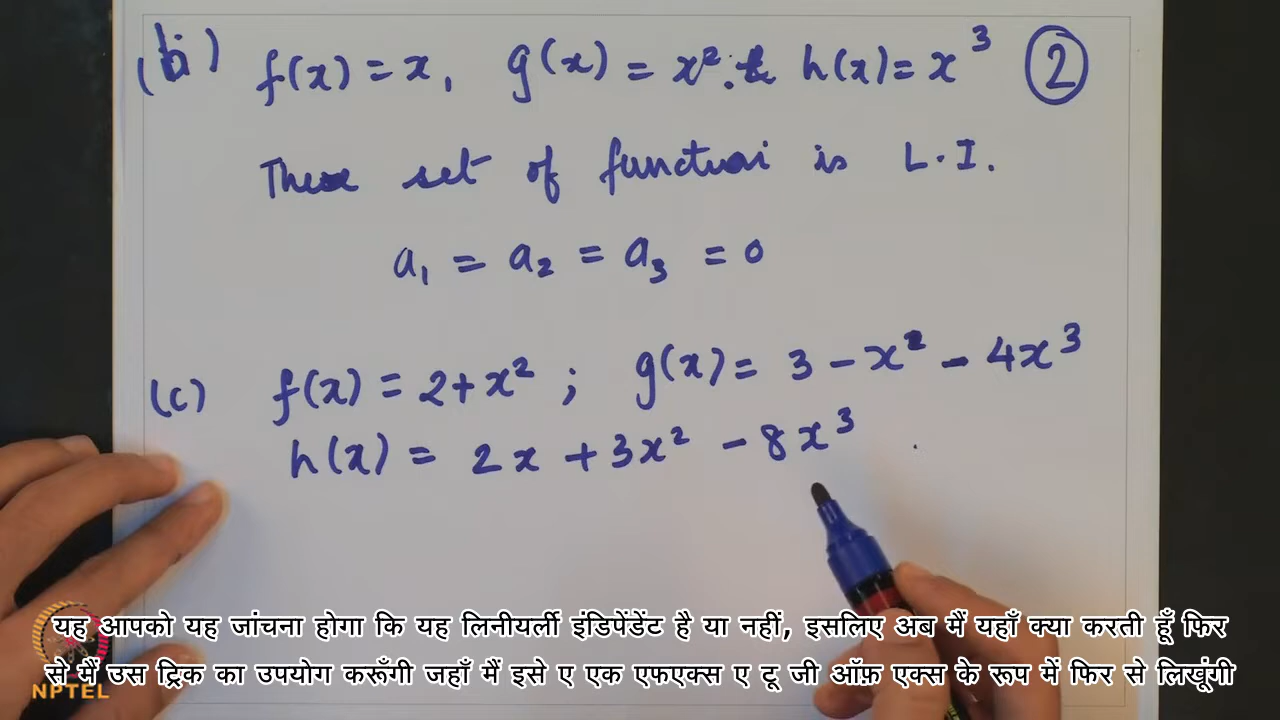 (b) f(x) = x, g(x) = x² & h(x) = x³ ②
These set of functuai is L.I.
a₁ = a₂ = a₃ = 0
(c) f(x) = 2+x² ; g(x) = 3 - x² - 4x³
h(x) = 2x + 3x² - 8x³
यह आपको यह जांचना होगा कि यह लिनीयर्ली इंडिपेंडेंट है या नहीं, इसलिए अब मैं यहाँ क्या करती हूँ फिर
से में उस ट्रिक का उपयोग करूँगी जहाँ मैं इसे ए एक एफएक्स ए टू जी ऑफ़ एक्स के रूप में फिर से लिखूंगी
NPTEL